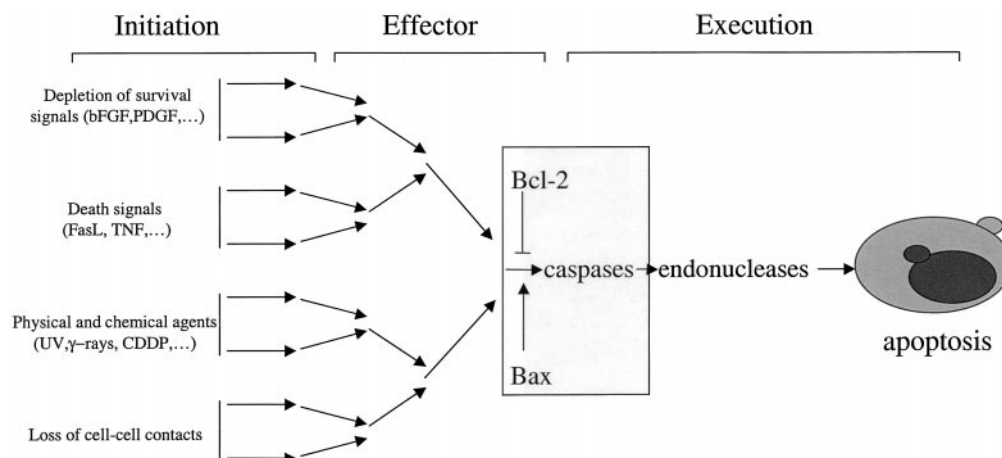 Initiation
Effector
Execution
Depletion of survival
signals (bFGF,PDGF,…)
Death signals
(FasL, TNF,…)
Physical and chemical agents
(UV,γ−rays, CDDP,…)
Loss of cell-cell contacts
Bcl-2
caspases
endonucleases
Bax
apoptosis